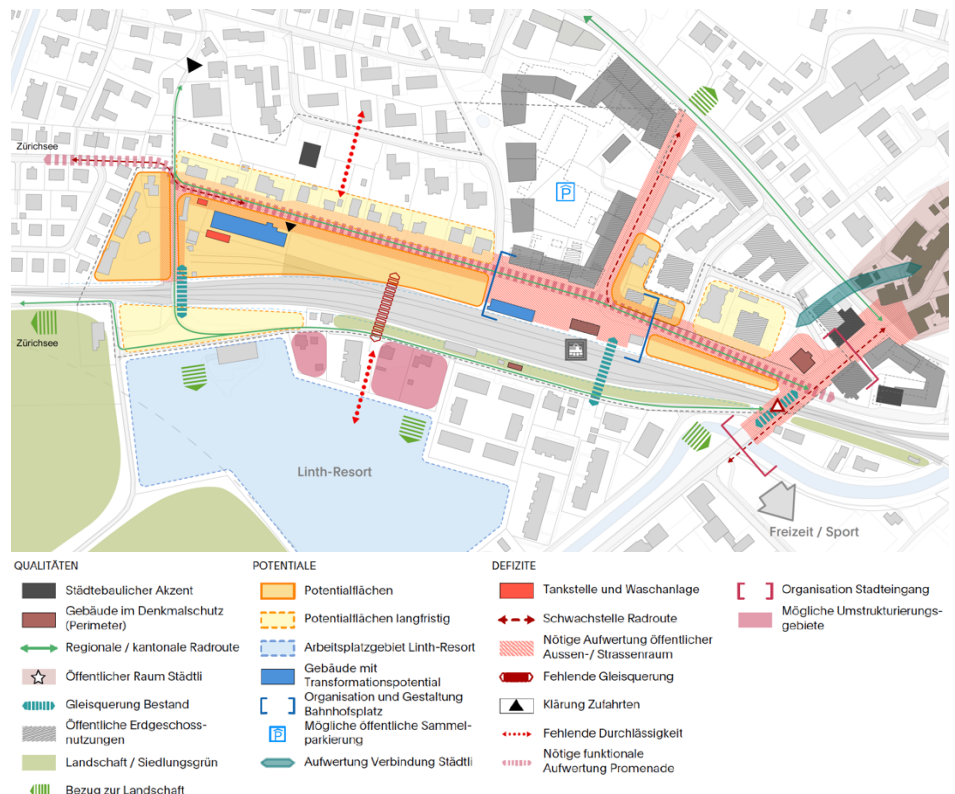 Zürichsee
P
Zürichsee
Linth-Resort
Freizeit / Sport
QUALITÄTEN
Städtebaulicher Akzent
Gebäude im Denkmalschutz
(Perimeter)
Regionale / kantonale Radroute
Öffentlicher Raum Städtli
Gleisquerung Bestand
Öffentliche Erdgeschoss-
nutzungen
Landschaft / Siedlungsgrün
Bezug zur Landschaft
POTENTIALE
Potentialflächen
Potentialflächen langfristig
Arbeitsplatzgebiet Linth-Resort
Gebäude mit
Transformationspotential
Organisation und Gestaltung
Bahnhofsplatz
P
Mögliche öffentliche Sammel-
parkierung
Aufwertung Verbindung Städtli
DEFIZITE
Tankstelle und Waschanlage
Schwachstelle Radroute
Nötige Aufwertung öffentlicher
Aussen-/ Strassenraum
Fehlende Gleisquerung
Klärung Zufahrten
Fehlende Durchlässigkeit
Nötige funktionale
Aufwertung Promenade
Organisation Stadteingang
Mögliche Umstrukturierungs-
gebiete